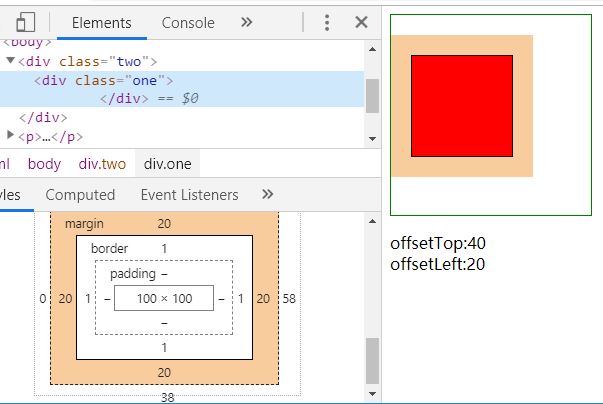 Elements Console »
<body>
▼<div class="two">
<div class="one">
</div> == $0
</div>
▶<p>…</p>
ml body div.two div.one
yles Computed Event Listeners »
margin 20
border 1
padding –
0 20 1 – 100 × 100 – 1 20 58
–
1
20
38
offsetTop:40
offsetLeft:20